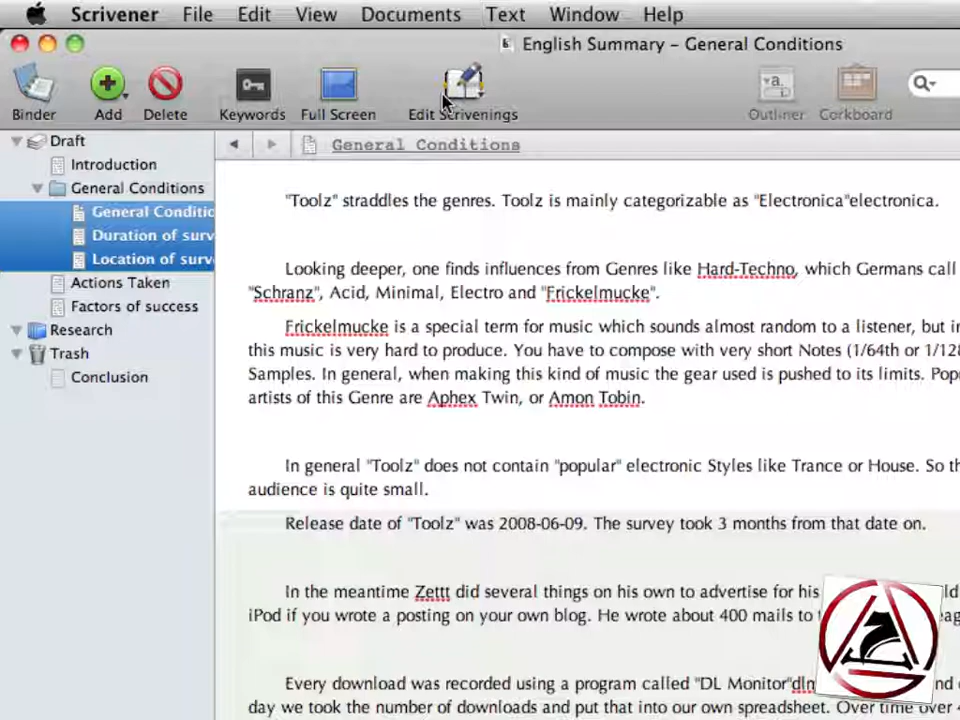 Scrivener File Edit View Documents Text Window Help
English Summary – General Conditions
Binder Add Delete Keywords Full Screen Edit Scrivenings Outliner Corkboard
Draft
Introduction
General Conditions
General Conditio
Duration of surv
Location of surv
Actions Taken
Factors of success
Research
Trash
Conclusion
General Conditions
"Toolz" straddles the genres. Toolz is mainly categorizable as "Electronica"electronica.
Looking deeper, one finds influences from Genres like Hard-Techno, which Germans call
"Schranz", Acid, Minimal, Electro and "Frickelmucke".
Frickelmucke is a special term for music which sounds almost random to a listener, but i
this music is very hard to produce. You have to compose with very short Notes (1/64th or 1/128
Samples. In general, when making this kind of music the gear used is pushed to its limits. Pop
artists of this Genre are Aphex Twin, or Amon Tobin.
In general "Toolz" does not contain "popular" electronic Styles like Trance or House. So th
audience is quite small.
Release date of "Toolz" was 2008-06-09. The survey took 3 months from that date on.
In the meantime Zettt did several things on his own to advertise for his
iPod if you wrote a posting on your own blog. He wrote about 400 mails to
Every download was recorded using a program called "DL Monitor"dlm
day we took the number of downloads and put that into our own spreadsheet. Over time over